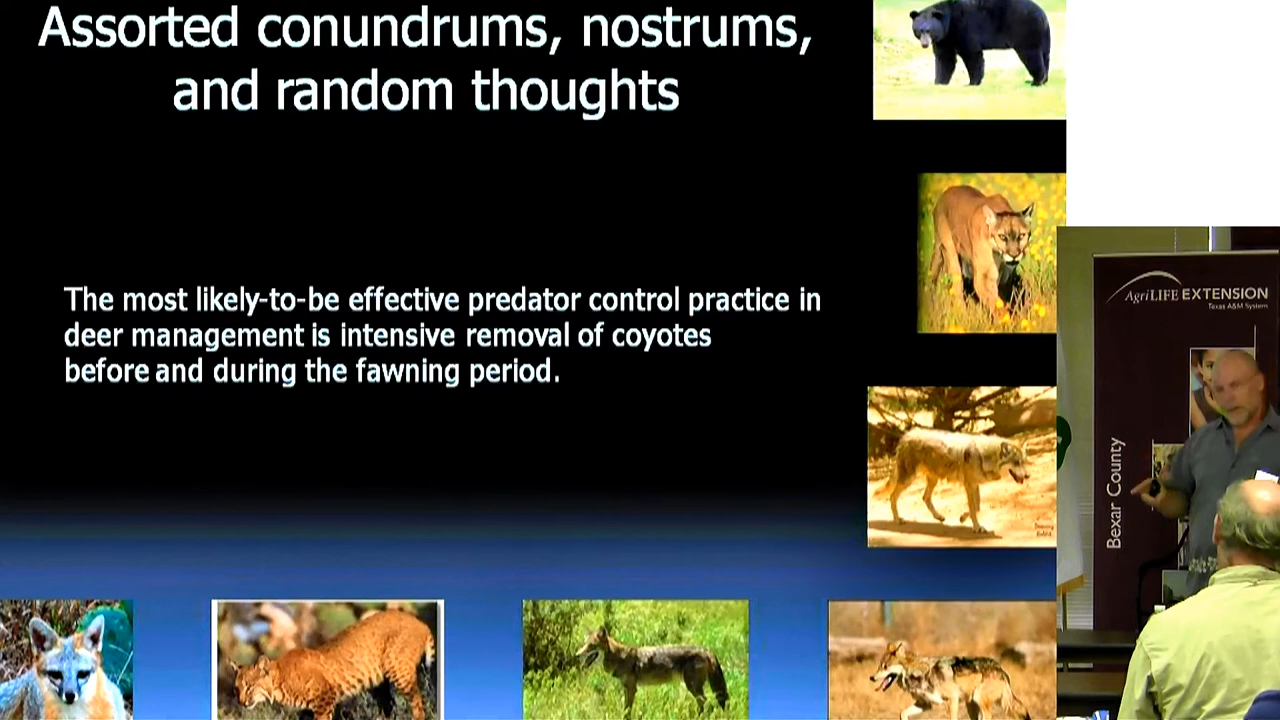 Assorted conundrums, nostrums,
and random thoughts
The most likely-to-be effective predator control practice in
deer management is intensive removal of coyotes
before and during the fawning period.
AgriLIFE EXTENSION
Texas A&M System
Bexar County